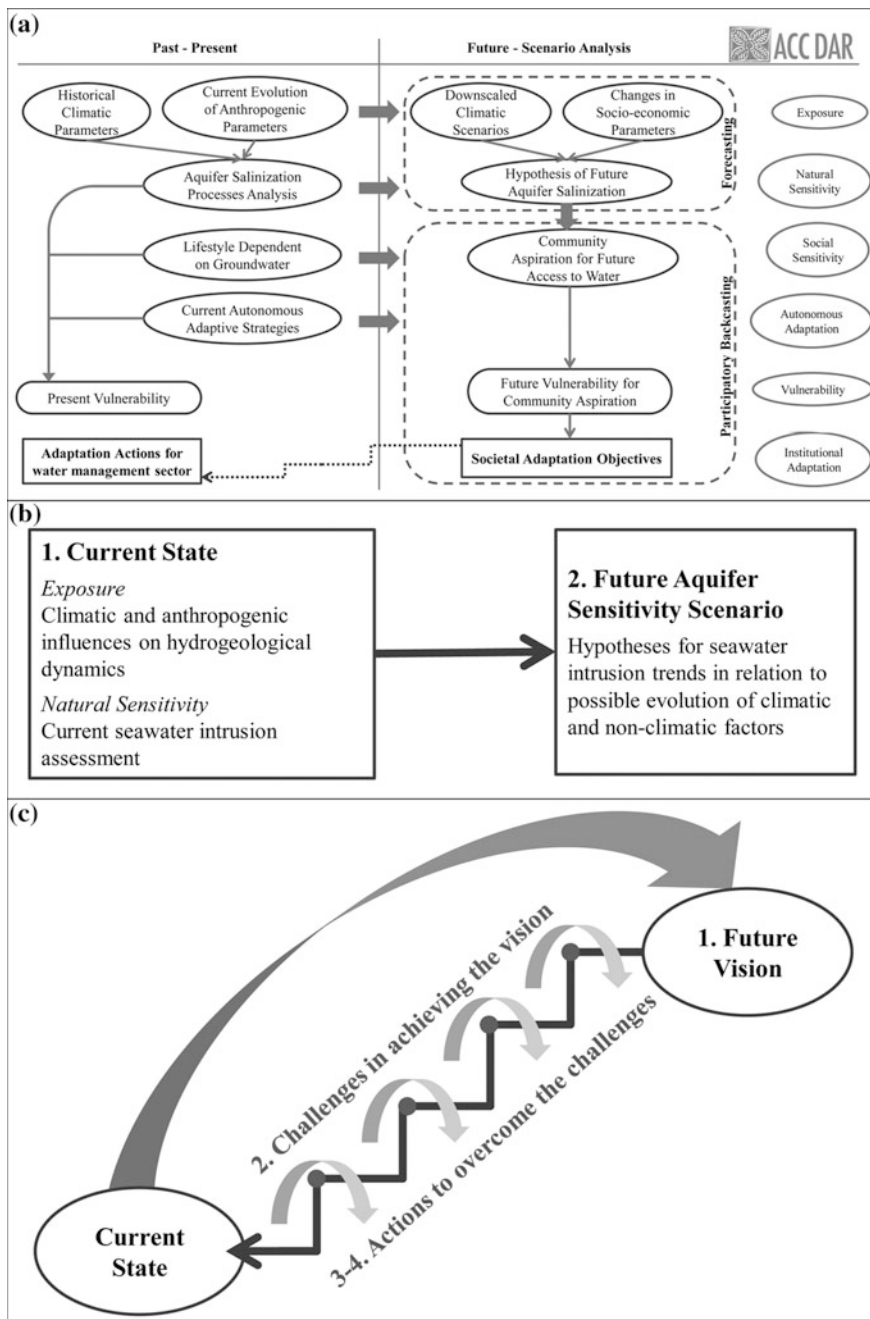 (a)
Past - Present
Future - Scenario Analysis
ACC DAR
Historical
Climatic
Parameters
Current Evolution
of Anthropogenic
Parameters
Aquifer Salinization
Processes Analysis
Lifestyle Dependent
on Groundwater
Current Autonomous
Adaptive Strategies
Present Vulnerability
Adaptation Actions for
water management sector
Downscaled
Climatic
Scenarios
Changes in
Socio-economic
Parameters
Hypothesis of Future
Aquifer Salinization
Forecasting
Community
Aspiration for Future
Access to Water
Future Vulnerability for
Community Aspiration
Societal Adaptation Objectives
Participatory Backcasting
Exposure
Natural
Sensitivity
Social
Sensitivity
Autonomous
Adaptation
Vulnerability
Institutional
Adaptation
(b)
1. Current State
Exposure
Climatic and anthropogenic
influences on hydrogeological
dynamics
Natural Sensitivity
Current seawater intrusion
assessment
2. Future Aquifer
Sensitivity Scenario
Hypotheses for seawater
intrusion trends in relation to
possible evolution of climatic
and non-climatic factors
(c)
1. Future
Vision
2. Challenges in achieving the vision
3-4. Actions to overcome the challenges
Current
State